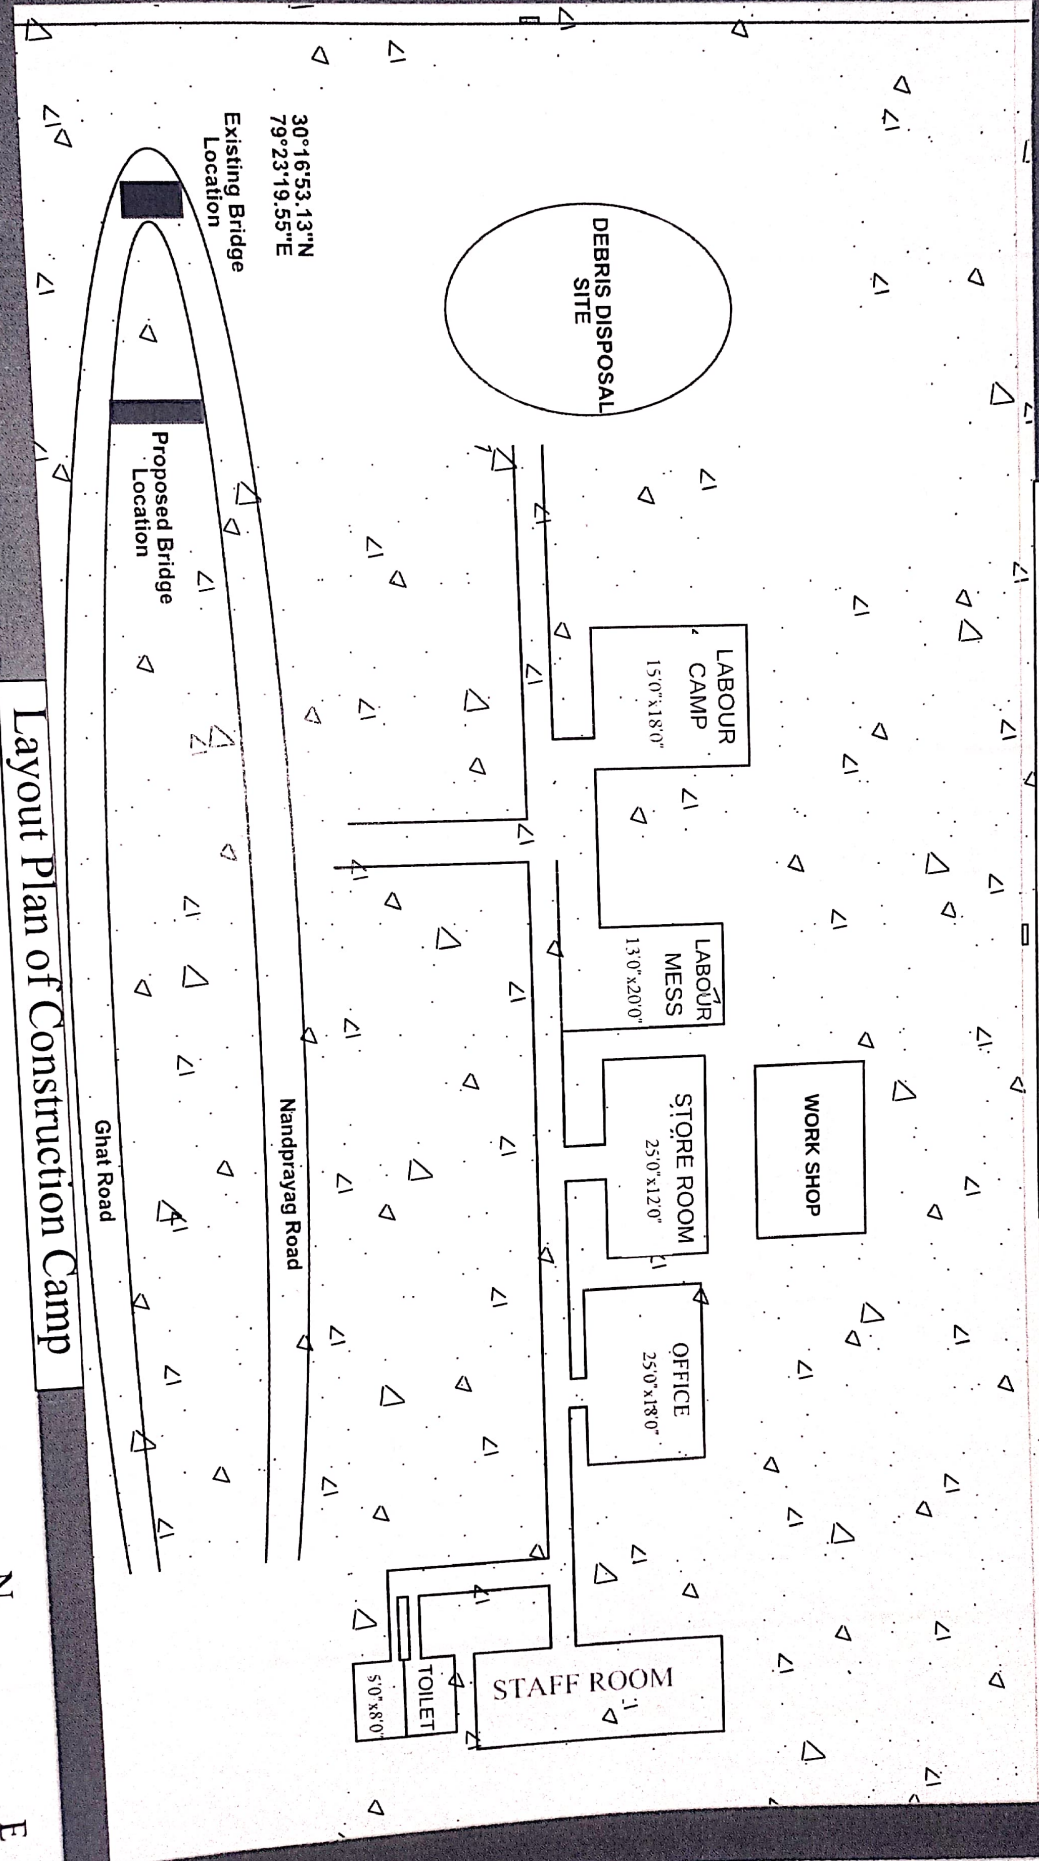 DEBRIS DISPOSAL
SITE
LABOUR
CAMP
15'0"x18'0"
LABOUR
MESS
13'0"x20'0"
WORK SHOP
STORE ROOM
25'0"x12'0"
OFFICE
25'0"x18'0"
STAFF ROOM
TOILET
5'0"x8'0"
30°16'53.13"N
79°23'19.55"E
Existing Bridge
Location
Proposed Bridge
Location
Nandprayag Road
Ghat Road
Layout Plan of Construction Camp
N
E